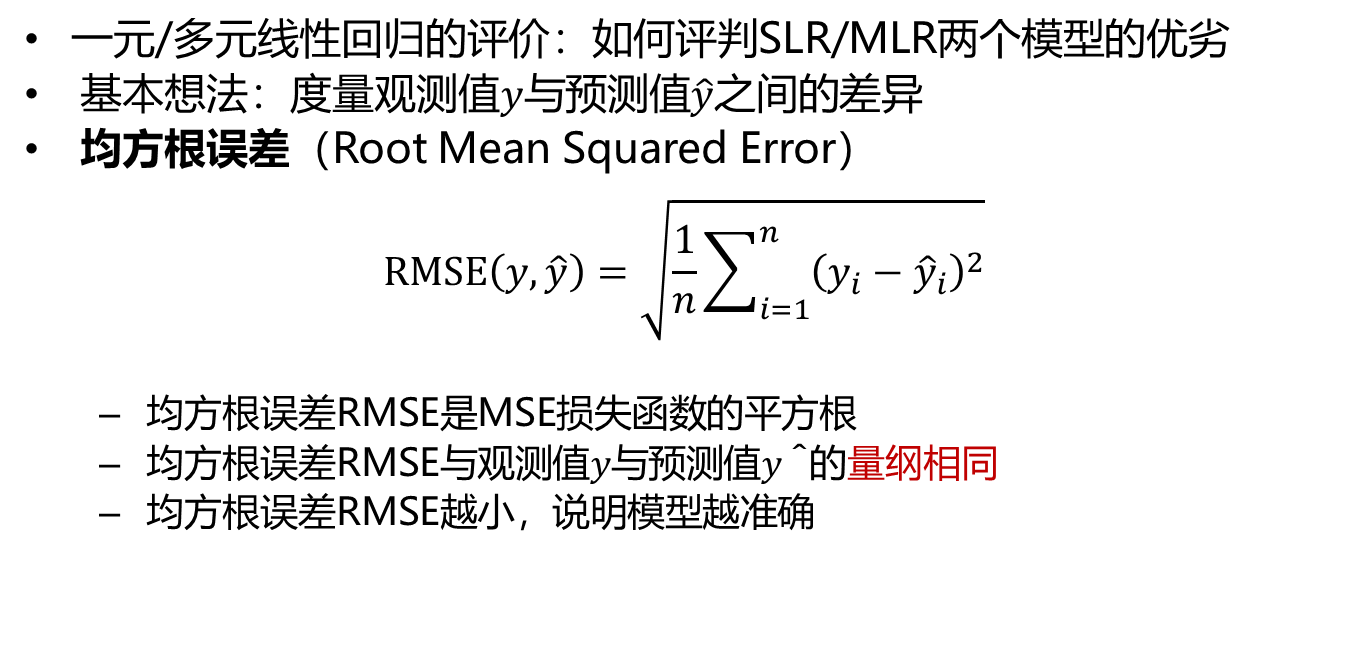 • 一元/多元线性回归的评价：如何评判SLR/MLR两个模型的优劣
• 基本想法：度量观测值y与预测值ŷ之间的差异
• 均方根误差（Root Mean Squared Error）
RMSE(y, ŷ) = √(1/n ∑ᵢ₌₁ⁿ (yᵢ − ŷᵢ)²)
– 均方根误差RMSE是MSE损失函数的平方根
– 均方根误差RMSE与观测值y与预测值y ˆ的量纲相同
– 均方根误差RMSE越小，说明模型越准确